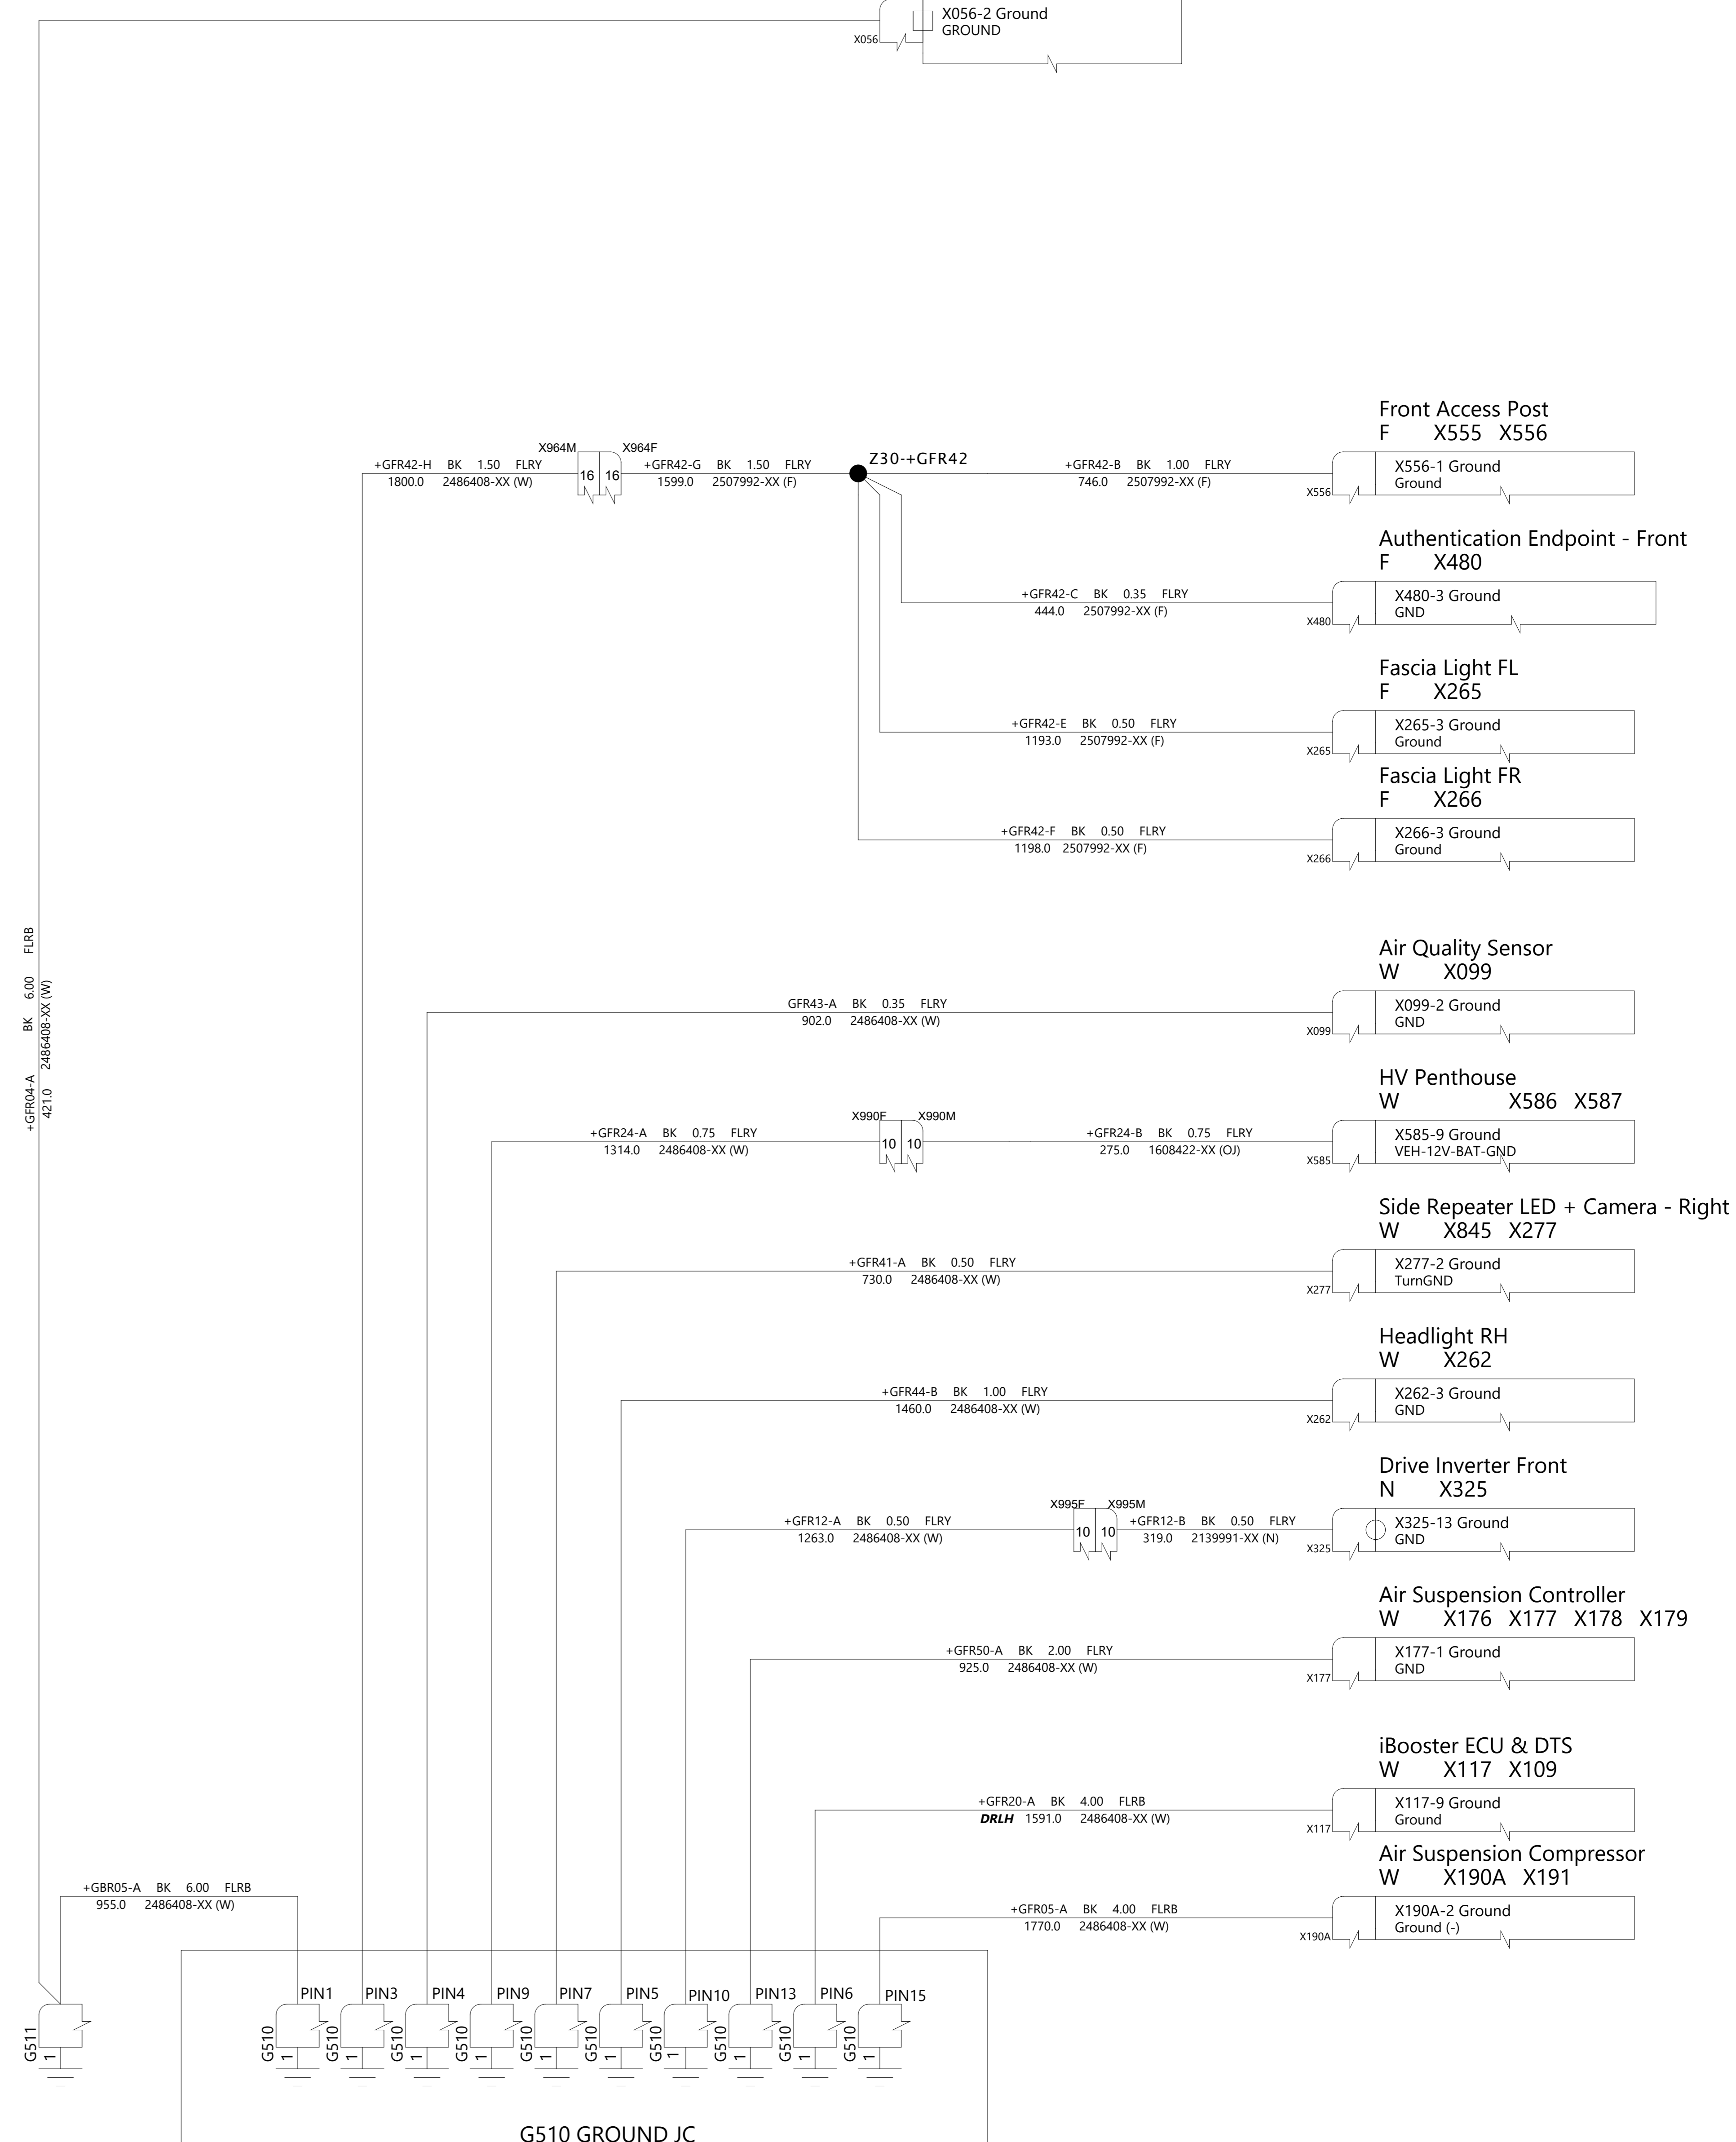 X056-2 Ground
GROUND
X056
Front Access Post
F X555 X556
X964M X964F
Z30-+GFR42
+GFR42-H BK 1.50 FLRY
1800.0 2486408-XX (W)
16 16
+GFR42-G BK 1.50 FLRY
1599.0 2507992-XX (F)
+GFR42-B BK 1.00 FLRY
746.0 2507992-XX (F)
X556-1 Ground
Ground
X556
Authentication Endpoint - Front
F X480
+GFR42-C BK 0.35 FLRY
444.0 2507992-XX (F)
X480-3 Ground
GND
X480
Fascia Light FL
F X265
+GFR42-E BK 0.50 FLRY
1193.0 2507992-XX (F)
X265-3 Ground
Ground
X265
Fascia Light FR
F X266
+GFR42-F BK 0.50 FLRY
1198.0 2507992-XX (F)
X266-3 Ground
Ground
X266
+GFR04-A BK 6.00 FLRB
421.0 2486408-XX (W)
Air Quality Sensor
W X099
GFR43-A BK 0.35 FLRY
902.0 2486408-XX (W)
X099-2 Ground
GND
X099
HV Penthouse
W X586 X587
X990F X990M
+GFR24-A BK 0.75 FLRY
1314.0 2486408-XX (W)
10 10
+GFR24-B BK 0.75 FLRY
275.0 1608422-XX (OJ)
X585-9 Ground
VEH-12V-BAT-GND
X585
Side Repeater LED + Camera - Right
W X845 X277
+GFR41-A BK 0.50 FLRY
730.0 2486408-XX (W)
X277-2 Ground
TurnGND
X277
Headlight RH
W X262
+GFR44-B BK 1.00 FLRY
1460.0 2486408-XX (W)
X262-3 Ground
GND
X262
Drive Inverter Front
N X325
X995F X995M
+GFR12-A BK 0.50 FLRY
1263.0 2486408-XX (W)
10 10
+GFR12-B BK 0.50 FLRY
319.0 2139991-XX (N)
X325-13 Ground
GND
X325
Air Suspension Controller
W X176 X177 X178 X179
+GFR50-A BK 2.00 FLRY
925.0 2486408-XX (W)
X177-1 Ground
GND
X177
iBooster ECU & DTS
W X117 X109
+GFR20-A BK 4.00 FLRB
DRLH 1591.0 2486408-XX (W)
X117-9 Ground
Ground
X117
Air Suspension Compressor
W X190A X191
+GBR05-A BK 6.00 FLRB
955.0 2486408-XX (W)
+GFR05-A BK 4.00 FLRB
1770.0 2486408-XX (W)
X190A-2 Ground
Ground (-)
X190A
PIN1 PIN3 PIN4 PIN9 PIN7 PIN5 PIN10 PIN13 PIN6 PIN15
G511 G510 G510 G510 G510 G510 G510 G510 G510 G510 G510
1 1 1 1 1 1 1 1 1 1 1
G510 GROUND JC